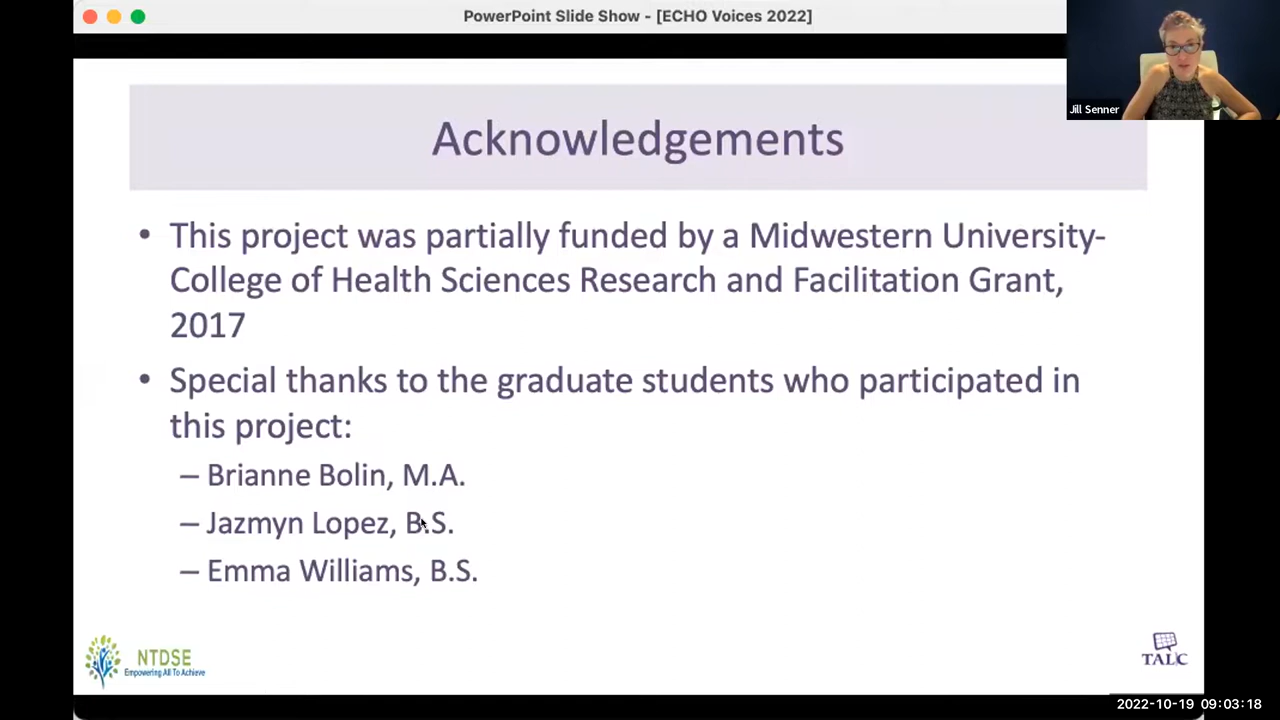 PowerPoint Slide Show - [ECHO Voices 2022]
Jill Senner
Acknowledgements
• This project was partially funded by a Midwestern University-
College of Health Sciences Research and Facilitation Grant,
2017
• Special thanks to the graduate students who participated in
this project:
– Brianne Bolin, M.A.
– Jazmyn Lopez, B.S.
– Emma Williams, B.S.
NTDSE
Empowering All To Achieve
TALC
2022-10-19 09:03:18